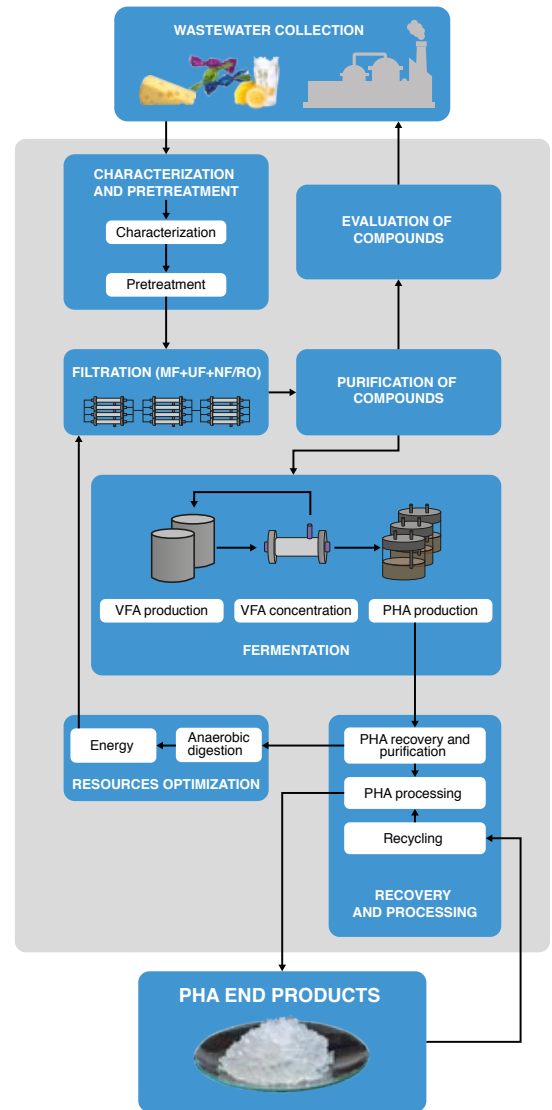 WASTEWATER COLLECTION
CHARACTERIZATION
AND PRETREATMENT
Characterization
Pretreatment
EVALUATION OF
COMPOUNDS
FILTRATION (MF+UF+NF/RO)
PURIFICATION OF
COMPOUNDS
VFA production
VFA concentration
PHA production
FERMENTATION
Energy
Anaerobic
digestion
RESOURCES OPTIMIZATION
PHA recovery and
purification
PHA processing
Recycling
RECOVERY
AND PROCESSING
PHA END PRODUCTS